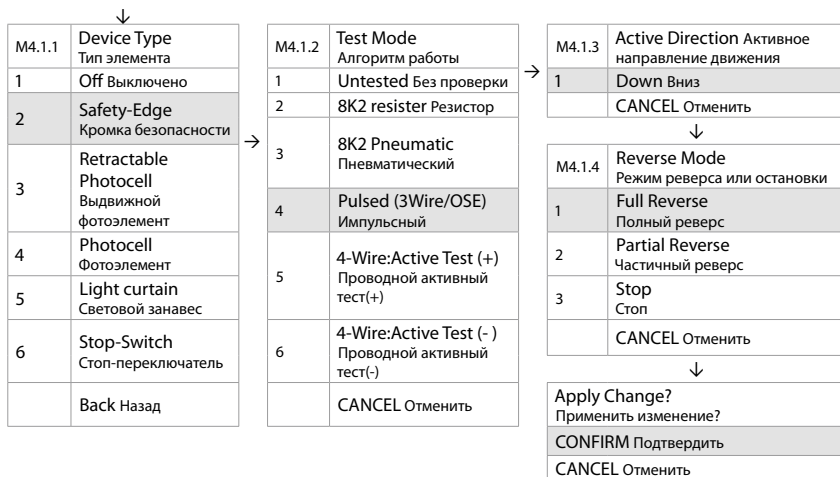 ↓
M4.1.1 Device Type
Тип элемента
1 Off Выключено
2 Safety-Edge
Кромка безопасности
3 Retractable
Photocell
Выдвижной
фотоэлемент
4 Photocell
Фотоэлемент
5 Light curtain
Световой занавес
6 Stop-Switch
Стоп-переключатель
Back Назад
→
M4.1.2 Test Mode
Алгоритм работы
1 Untested Без проверки
2 8K2 resister Резистор
3 8K2 Pneumatic
Пневматический
4 Pulsed (3Wire/OSE)
Импульсный
5 4-Wire:Active Test (+)
Проводной активный
тест(+)
6 4-Wire:Active Test (- )
Проводной активный
тест(-)
CANCEL Отменить
→
M4.1.3 Active Direction Активное
направление движения
1 Down Вниз
CANCEL Отменить
↓
M4.1.4 Reverse Mode
Режим реверса или остановки
1 Full Reverse
Полный реверс
2 Partial Reverse
Частичный реверс
3 Stop
Стоп
CANCEL Отменить
↓
Apply Change?
Применить изменение?
CONFIRM Подтвердить
CANCEL Отменить